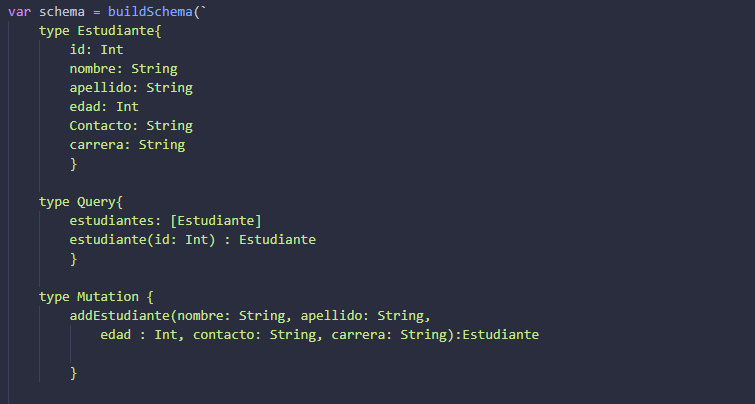 var schema = buildSchema(`
type Estudiante{
id: Int
nombre: String
apellido: String
edad: Int
Contacto: String
carrera: String
}
type Query{
estudiantes: [Estudiante]
estudiante(id: Int) : Estudiante
}
type Mutation {
addEstudiante(nombre: String, apellido: String,
edad : Int, contacto: String, carrera: String):Estudiante
}